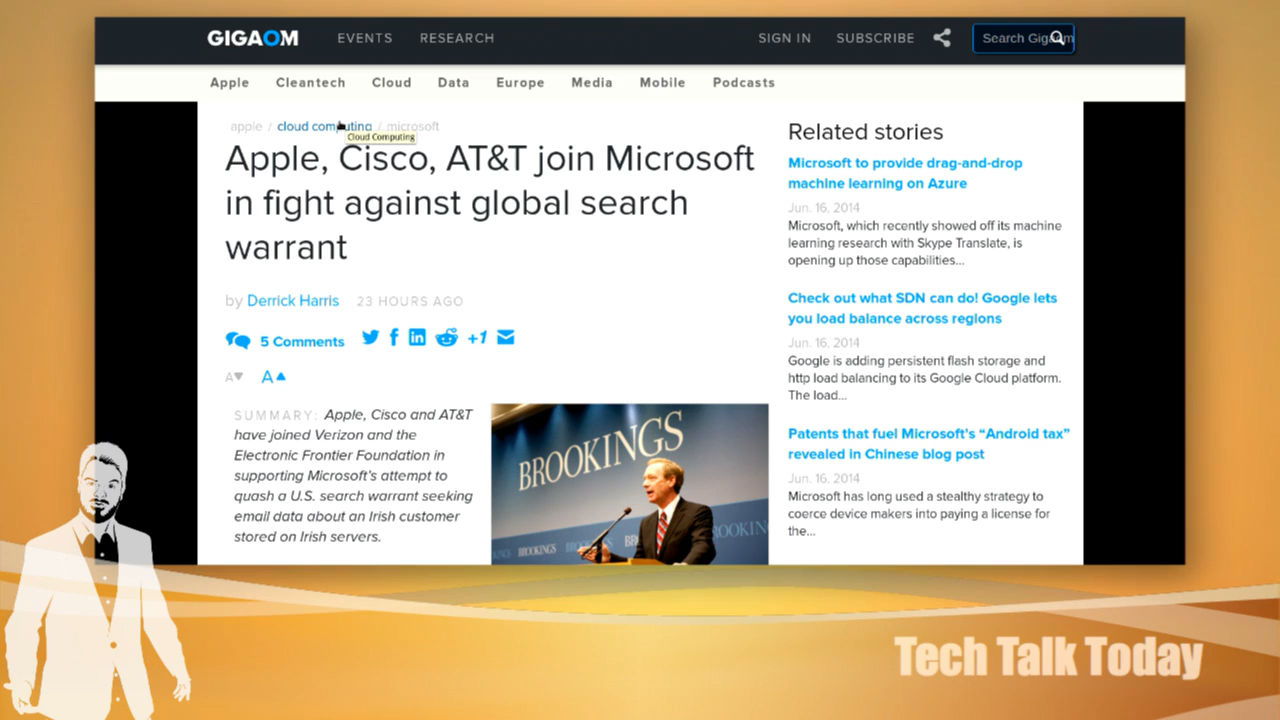 GIGAOM EVENTS RESEARCH SIGN IN SUBSCRIBE Search Gigaom
Apple Cleantech Cloud Data Europe Media Mobile Podcasts
apple / cloud computing / microsoft
Cloud Computing
Apple, Cisco, AT&T join Microsoft
in fight against global search
warrant
by Derrick Harris 23 HOURS AGO
5 Comments +1
A▼ A▲
SUMMARY: Apple, Cisco and AT&T
have joined Verizon and the
Electronic Frontier Foundation in
supporting Microsoft's attempt to
quash a U.S. search warrant seeking
email data about an Irish customer
stored on Irish servers.
BROOKINGS
BROOKINGS
BROOKINGS
BR
BROOKIN
Related stories
Microsoft to provide drag-and-drop
machine learning on Azure
Jun. 16, 2014
Microsoft, which recently showed off its machine
learning research with Skype Translate, is
opening up those capabilities...
Check out what SDN can do! Google lets
you load balance across regions
Jun. 16, 2014
Google is adding persistent flash storage and
http load balancing to its Google Cloud platform.
The load...
Patents that fuel Microsoft's “Android tax”
revealed in Chinese blog post
Jun. 16, 2014
Microsoft has long used a stealthy strategy to
coerce device makers into paying a license for
the...
Tech Talk Today